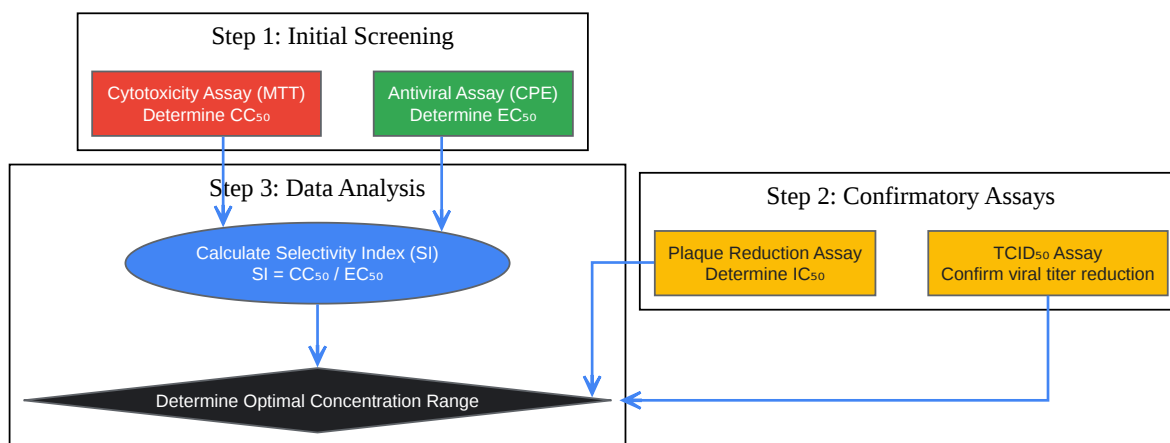 Step 1: Initial Screening
Cytotoxicity Assay (MTT)
Determine CC₅₀
Antiviral Assay (CPE)
Determine EC₅₀
Step 3: Data Analysis
Calculate Selectivity Index (SI)
SI = CC₅₀ / EC₅₀
Determine Optimal Concentration Range
Step 2: Confirmatory Assays
Plaque Reduction Assay
Determine IC₅₀
TCID₅₀ Assay
Confirm viral titer reduction